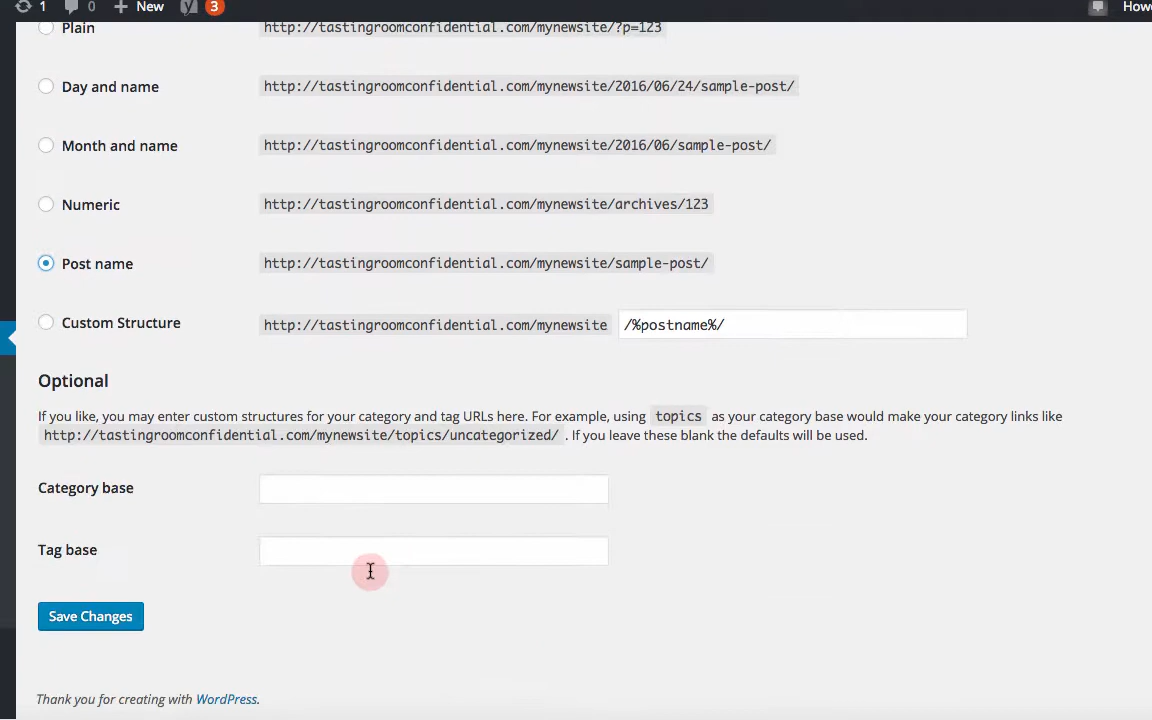 1 0 New 3 Howe
Plain http://tastingroomconfidential.com/mynewsite/?p=123
Day and name http://tastingroomconfidential.com/mynewsite/2016/06/24/sample-post/
Month and name http://tastingroomconfidential.com/mynewsite/2016/06/sample-post/
Numeric http://tastingroomconfidential.com/mynewsite/archives/123
Post name http://tastingroomconfidential.com/mynewsite/sample-post/
Custom Structure http://tastingroomconfidential.com/mynewsite /%postname%/
Optional
If you like, you may enter custom structures for your category and tag URLs here. For example, using topics as your category base would make your category links like
http://tastingroomconfidential.com/mynewsite/topics/uncategorized/ . If you leave these blank the defaults will be used.
Category base
Tag base
Save Changes
Thank you for creating with WordPress.